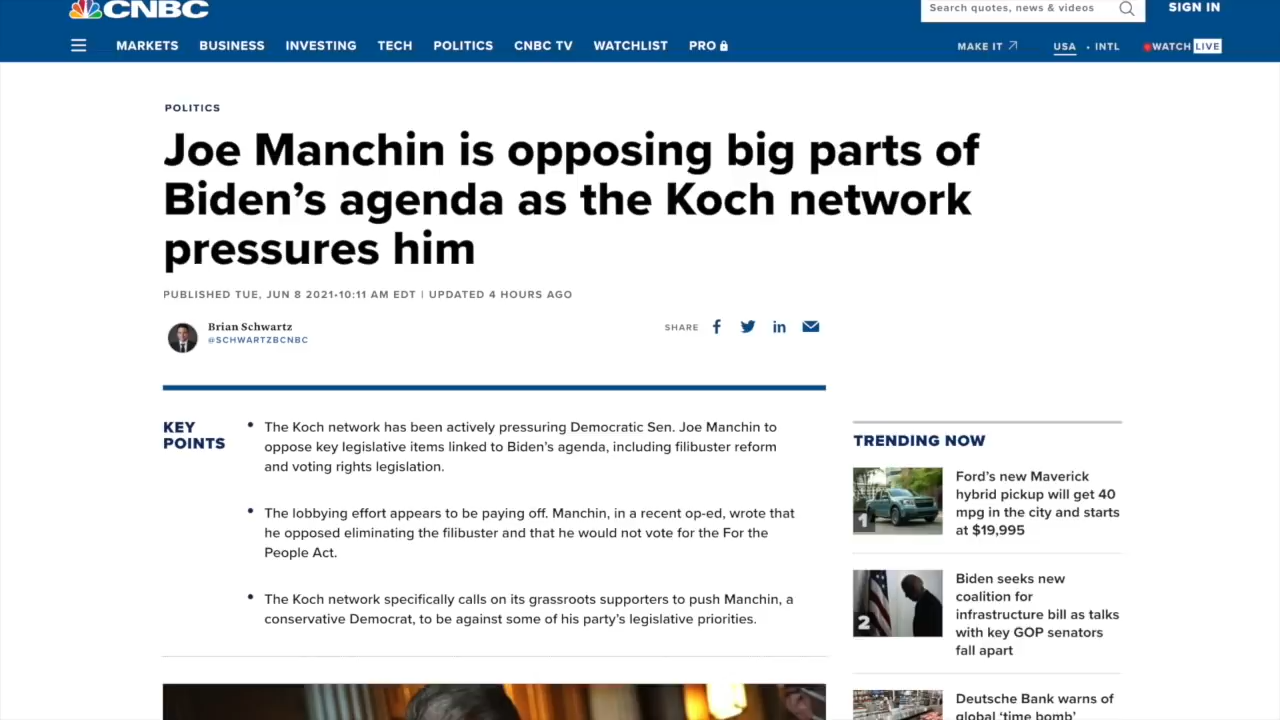 CNBC
Search quotes, news & videos
SIGN IN
MARKETS BUSINESS INVESTING TECH POLITICS CNBC TV WATCHLIST PRO
MAKE IT USA • INTL WATCH LIVE
POLITICS
Joe Manchin is opposing big parts of
Biden’s agenda as the Koch network
pressures him
PUBLISHED TUE, JUN 8 2021•10:11 AM EDT | UPDATED 4 HOURS AGO
Brian Schwartz
@SCHWARTZBCNBC
SHARE f in
KEY
POINTS
• The Koch network has been actively pressuring Democratic Sen. Joe Manchin to
oppose key legislative items linked to Biden’s agenda, including filibuster reform
and voting rights legislation.
• The lobbying effort appears to be paying off. Manchin, in a recent op-ed, wrote that
he opposed eliminating the filibuster and that he would not vote for the For the
People Act.
• The Koch network specifically calls on its grassroots supporters to push Manchin, a
conservative Democrat, to be against some of his party’s legislative priorities.
TRENDING NOW
1
Ford’s new Maverick
hybrid pickup will get 40
mpg in the city and starts
at $19,995
2
Biden seeks new
coalition for
infrastructure bill as talks
with key GOP senators
fall apart
Deutsche Bank warns of
global ‘time bomb’